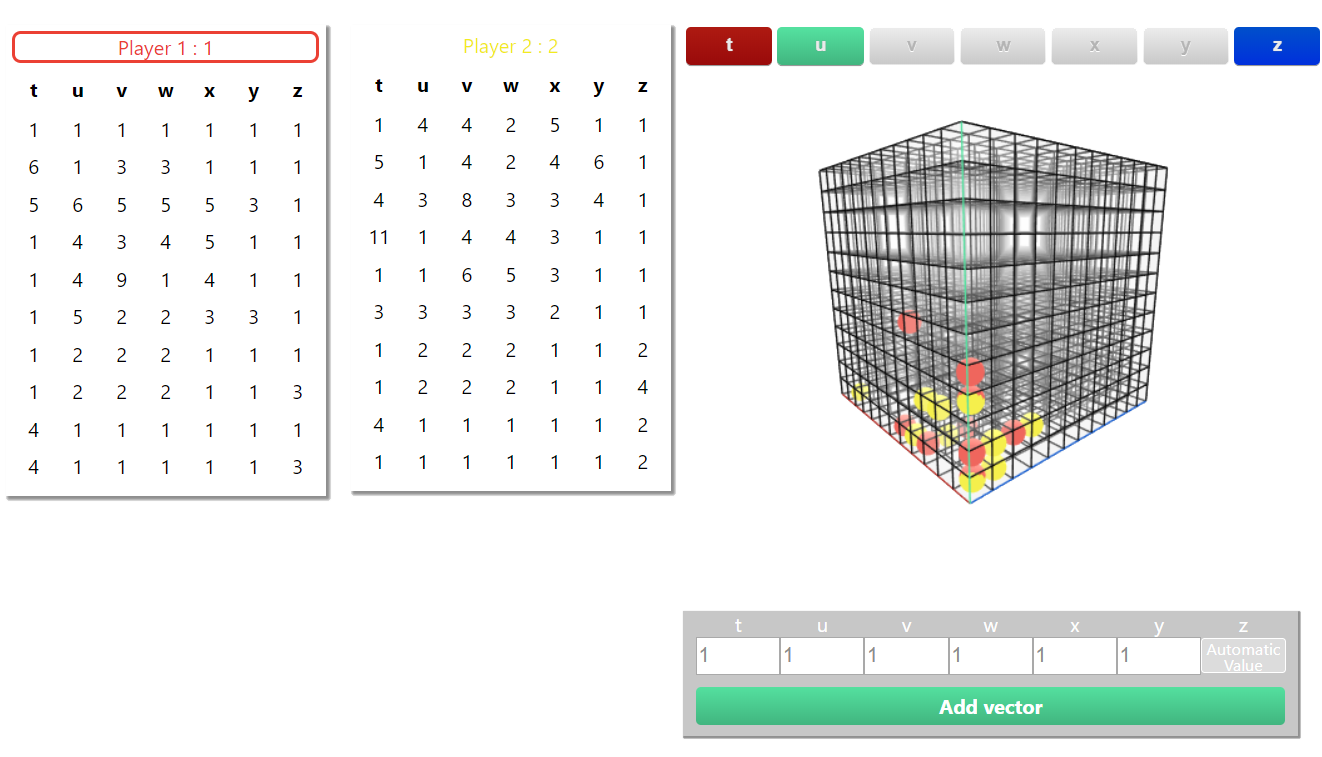 Player 1 : 1
t u v w x y z
1 1 1 1 1 1 1
6 1 3 3 1 1 1
5 6 5 5 5 3 1
1 4 3 4 5 1 1
1 4 9 1 4 1 1
1 5 2 2 3 3 1
1 2 2 2 1 1 1
1 2 2 2 1 1 3
4 1 1 1 1 1 1
4 1 1 1 1 1 3
Player 2 : 2
t u v w x y z
1 4 4 2 5 1 1
5 1 4 2 4 6 1
4 3 8 3 3 4 1
11 1 4 4 3 1 1
1 1 6 5 3 1 1
3 3 3 3 2 1 1
1 2 2 2 1 1 2
1 2 2 2 1 1 4
4 1 1 1 1 1 2
1 1 1 1 1 1 2
t u v w x y z
t u v w x y z
1 1 1 1 1 1 Automatic
Value
Add vector